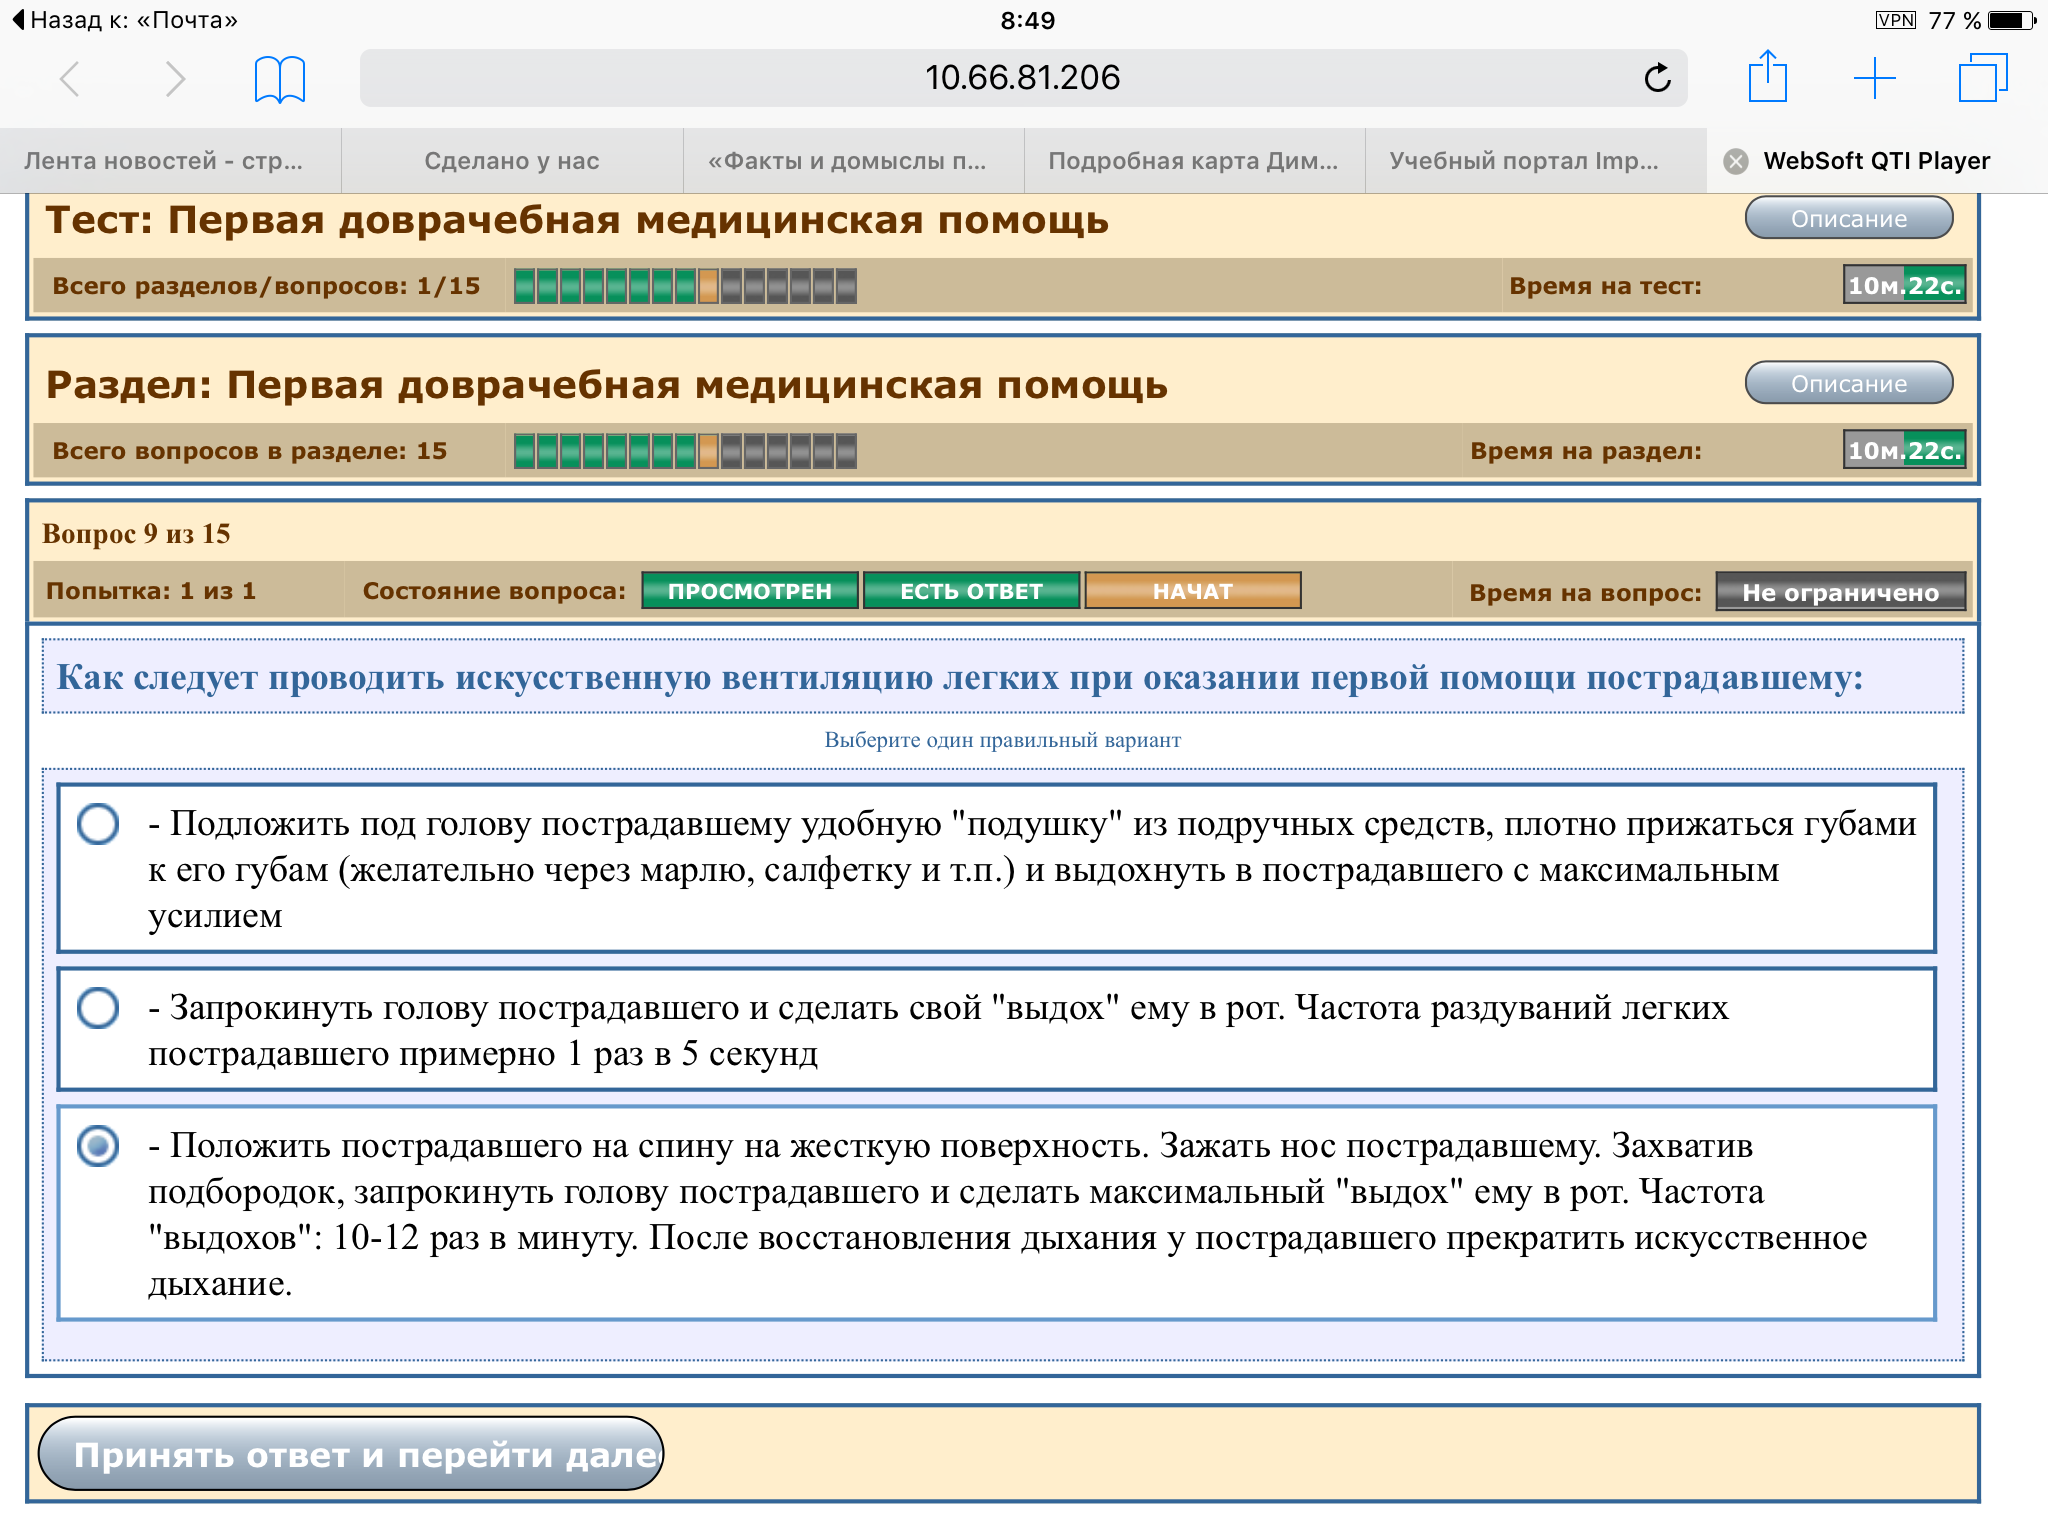 Назад к: «Почта»
8:49
VPN 77 %
10.66.81.206
Лента новостей - стр...
Сделано у нас
«Факты и домыслы п...
Подробная карта Дим...
Учебный портал Imp...
WebSoft QTI Player
Тест: Первая доврачебная медицинская помощь
Описание
Всего разделов/вопросов: 1/15
Время на тест:
10м.22с.
Раздел: Первая доврачебная медицинская помощь
Описание
Всего вопросов в разделе: 15
Время на раздел:
10м.22с.
Вопрос 9 из 15
Попытка: 1 из 1
Состояние вопроса:
ПРОСМОТРЕН
ЕСТЬ ОТВЕТ
НАЧАТ
Время на вопрос:
Не ограничено
Как следует проводить искусственную вентиляцию легких при оказании первой помощи пострадавшему:
Выберите один правильный вариант
- Подложить под голову пострадавшему удобную "подушку" из подручных средств, плотно прижаться губами
к его губам (желательно через марлю, салфетку и т.п.) и выдохнуть в пострадавшего с максимальным
усилием
- Запрокинуть голову пострадавшего и сделать свой "выдох" ему в рот. Частота раздуваний легких
пострадавшего примерно 1 раз в 5 секунд
- Положить пострадавшего на спину на жесткую поверхность. Зажать нос пострадавшему. Захватив
подбородок, запрокинуть голову пострадавшего и сделать максимальный "выдох" ему в рот. Частота
"выдохов": 10-12 раз в минуту. После восстановления дыхания у пострадавшего прекратить искусственное
дыхание.
Принять ответ и перейти дале